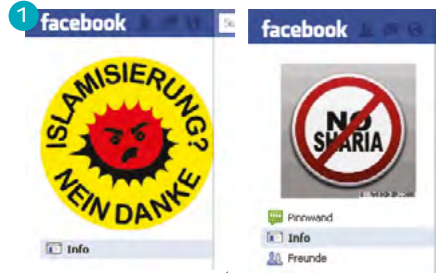 1
facebook
ISLAMISIERUNG?
NEIN DANKE
Info
facebook
NO
SHARIA
Pinnwand
Info
Freunde